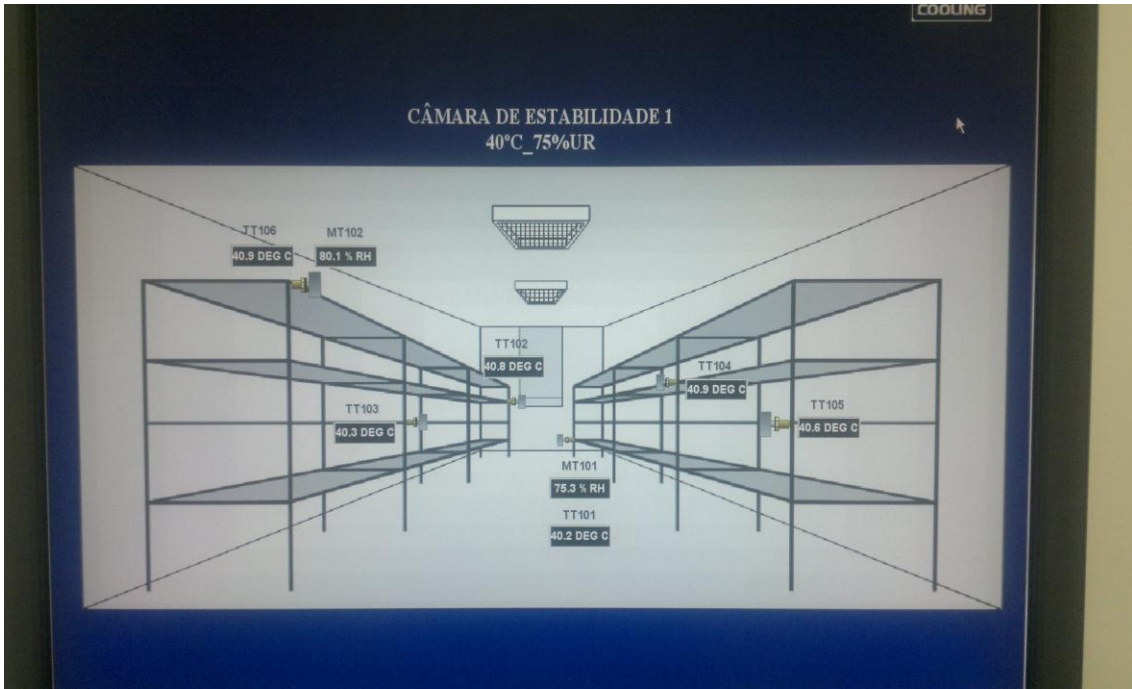 COOLING
CÂMARA DE ESTABILIDADE 1
40ºC_75%UR
TT106 MT102
40.9 DEG C 80.1 % RH
TT102
40.8 DEG C
TT104
40.9 DEG C
TT103
40.3 DEG C
TT105
40.6 DEG C
MT101
75.3 % RH
TT101
40.2 DEG C